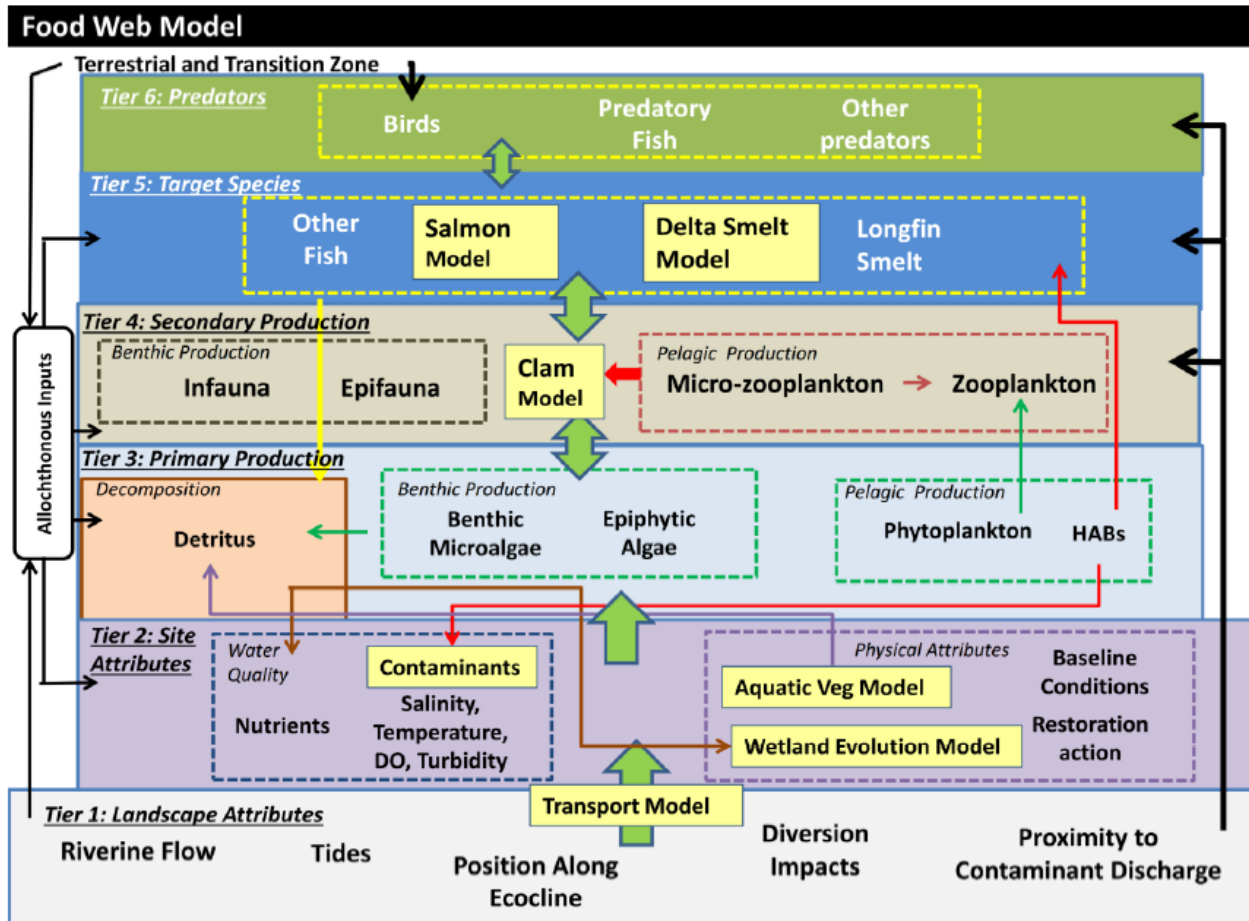 Food Web Model
Terrestrial and Transition Zone
Tier 6: Predators
Birds
Predatory
Fish
Other
predators
Tier 5: Target Species
Other
Fish
Salmon
Model
Delta Smelt
Model
Longfin
Smelt
Allochthonous Inputs
Tier 4: Secondary Production
Benthic Production
Infauna
Epifauna
Clam
Model
Pelagic Production
Micro-zooplankton
Zooplankton
Tier 3: Primary Production
Decomposition
Detritus
Benthic Production
Benthic
Microalgae
Epiphytic
Algae
Pelagic Production
Phytoplankton
HABs
Tier 2: Site
Attributes
Water
Quality
Nutrients
Contaminants
Salinity,
Temperature,
DO, Turbidity
Physical Attributes
Aquatic Veg Model
Baseline
Conditions
Wetland Evolution Model
Restoration
action
Transport Model
Tier 1: Landscape Attributes
Riverine Flow
Tides
Position Along
Ecocline
Diversion
Impacts
Proximity to
Contaminant Discharge